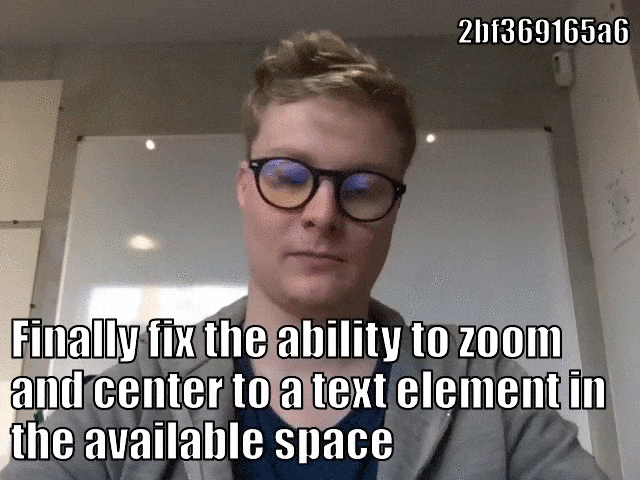 2bf369165a6
Finally fix the ability to zoom
and center to a text element in
the available space